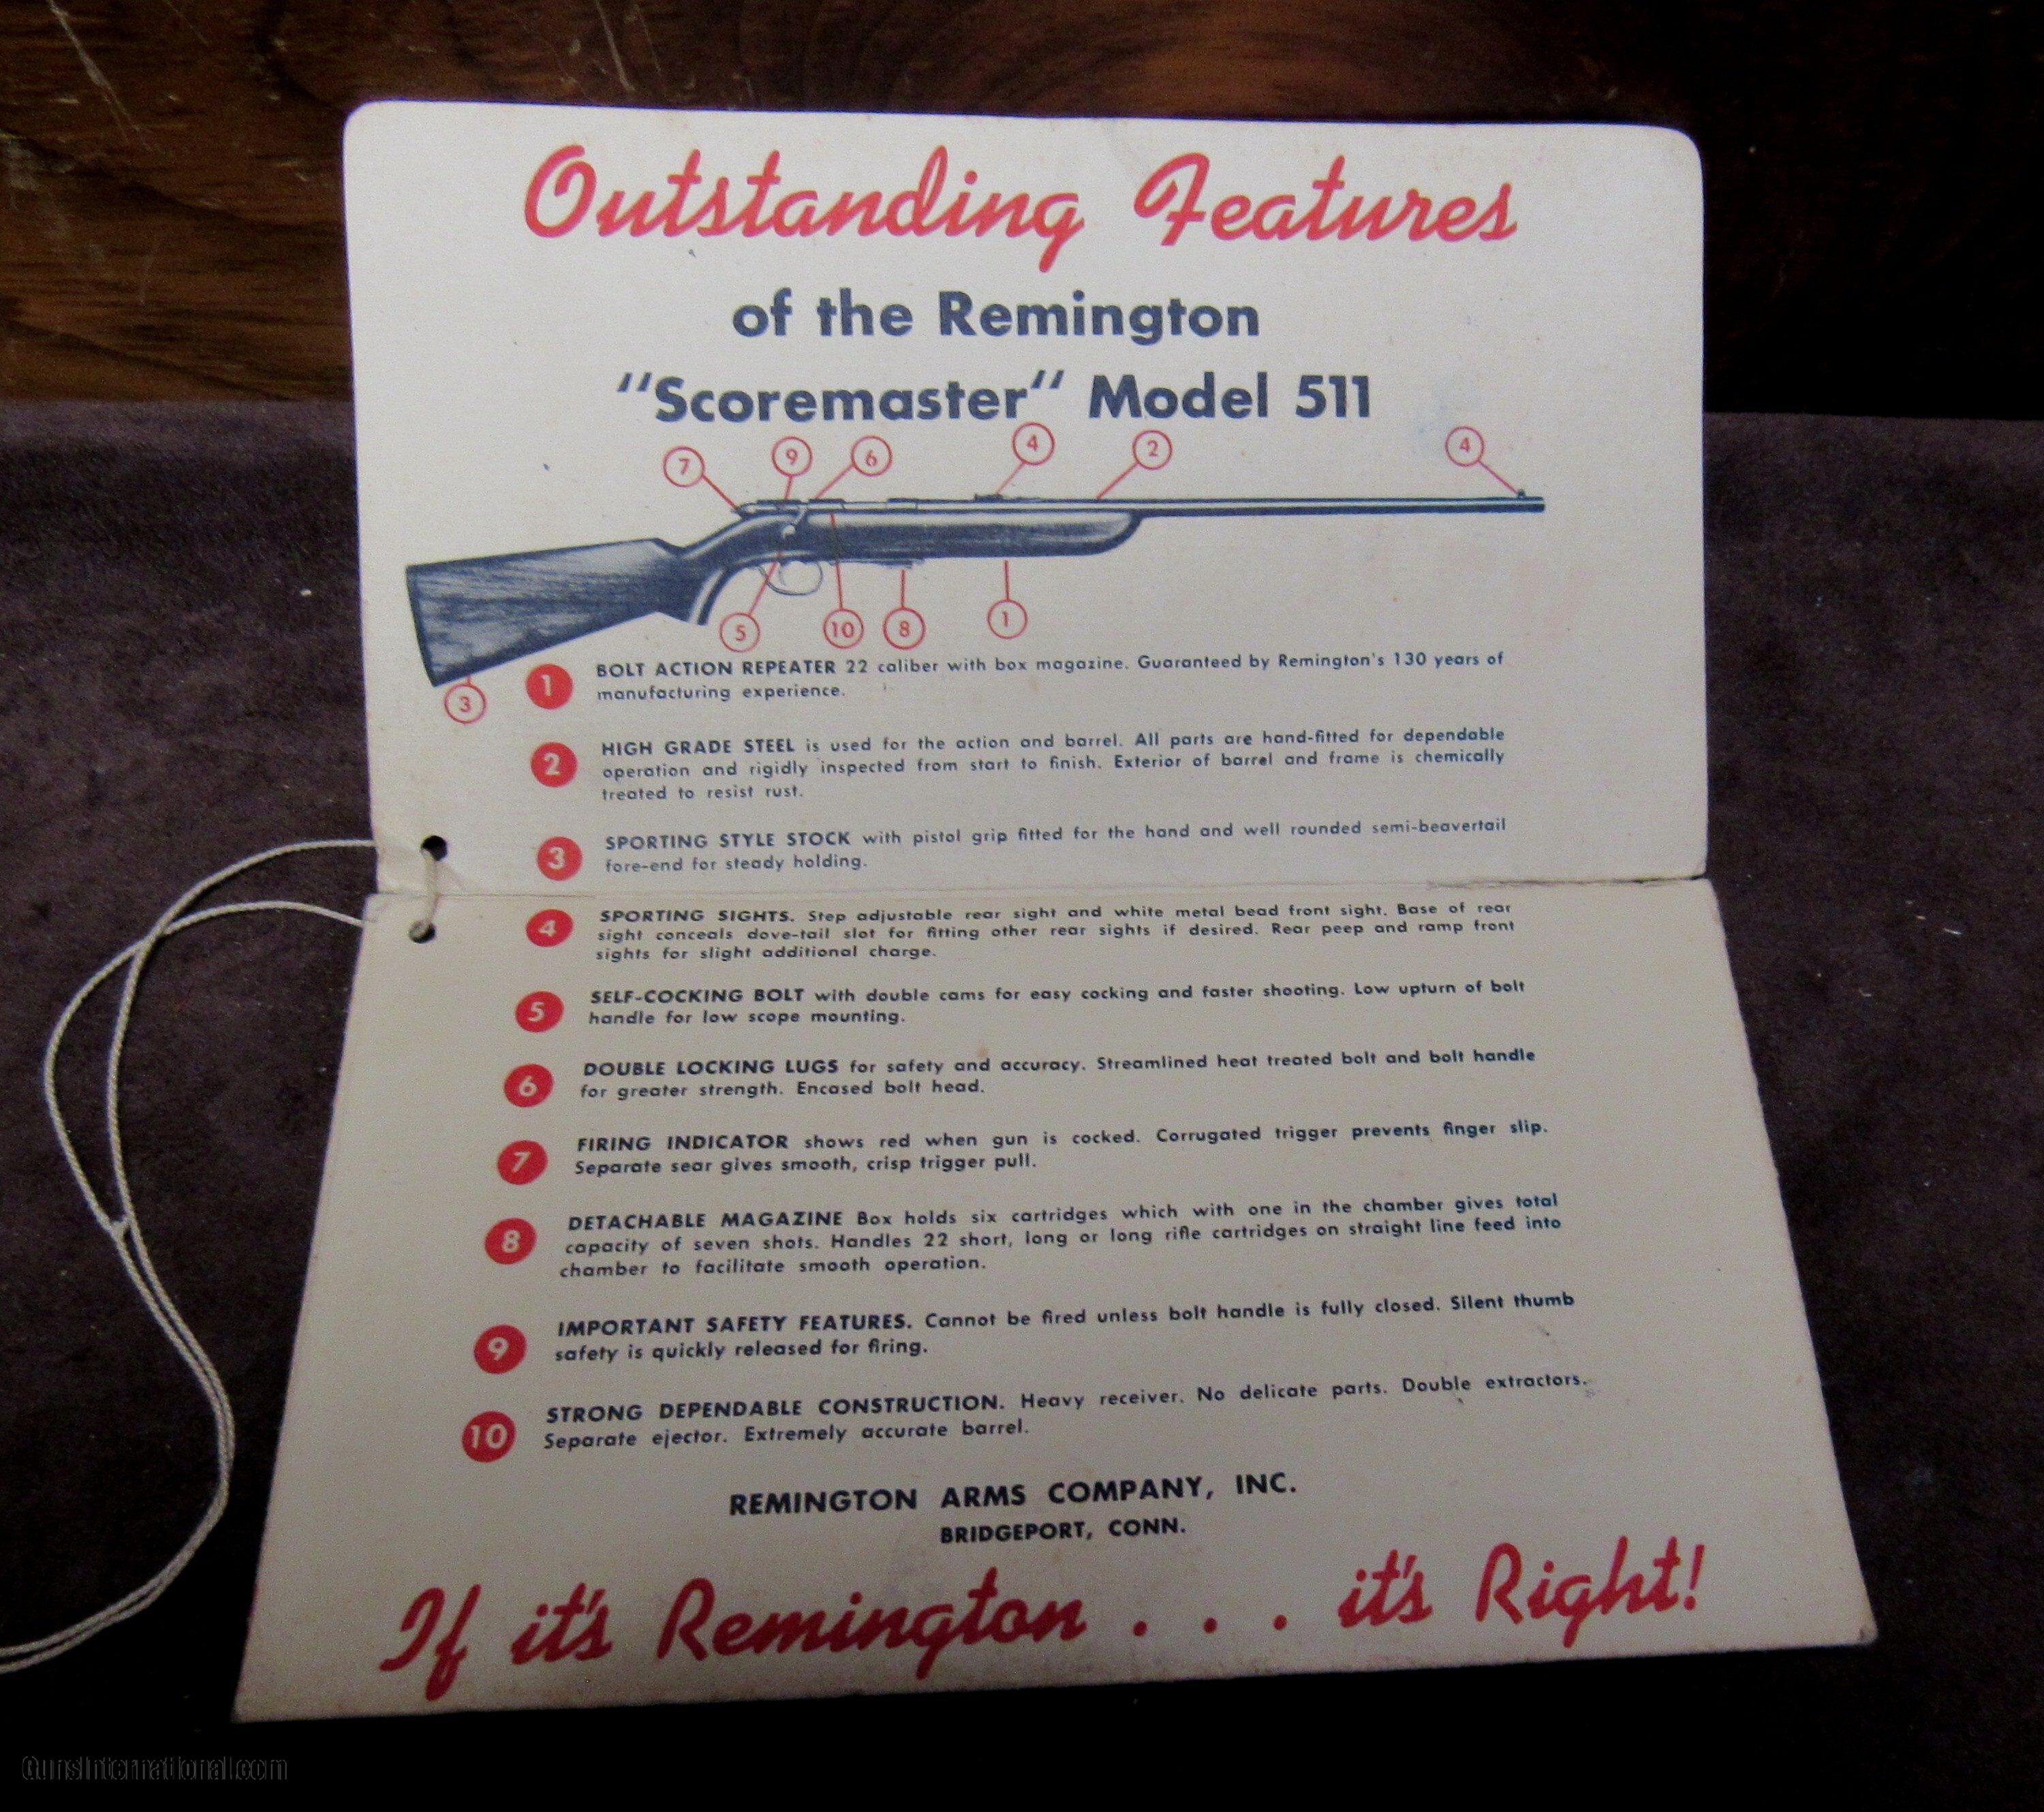 Outstanding Features
of the Remington
"Scoremaster" Model 511
7 9 6 4 2 4
5 10 8 1
3
1 BOLT ACTION REPEATER 22 caliber with box magazine. Guaranteed by Remington's 130 years of
manufacturing experience.
2 HIGH GRADE STEEL is used for the action and barrel. All parts are hand-fitted for dependable
operation and rigidly inspected from start to finish. Exterior of barrel and frame is chemically
treated to resist rust.
3 SPORTING STYLE STOCK with pistol grip fitted for the hand and well rounded semi-beavertail
fore-end for steady holding.
4 SPORTING SIGHTS. Step adjustable rear sight and white metal bead front sight. Base of rear
sight conceals dove-tail slot for fitting other rear sights if desired. Rear peep and ramp front
sights for slight additional charge.
5 SELF-COCKING BOLT with double cams for easy cocking and faster shooting. Low upturn of bolt
handle for low scope mounting.
6 DOUBLE LOCKING LUGS for safety and accuracy. Streamlined heat treated bolt and bolt handle
for greater strength. Encased bolt head.
7 FIRING INDICATOR shows red when gun is cocked. Corrugated trigger prevents finger slip.
Separate sear gives smooth, crisp trigger pull.
8 DETACHABLE MAGAZINE Box holds six cartridges which with one in the chamber gives total
capacity of seven shots. Handles 22 short, long or long rifle cartridges on straight line feed into
chamber to facilitate smooth operation.
9 IMPORTANT SAFETY FEATURES. Cannot be fired unless bolt handle is fully closed. Silent thumb
safety is quickly released for firing.
10 STRONG DEPENDABLE CONSTRUCTION. Heavy receiver. No delicate parts. Double extractors.
Separate ejector. Extremely accurate barrel.
REMINGTON ARMS COMPANY, INC.
BRIDGEPORT, CONN.
If it's Remington . . . it's Right!
GunsInternational.com